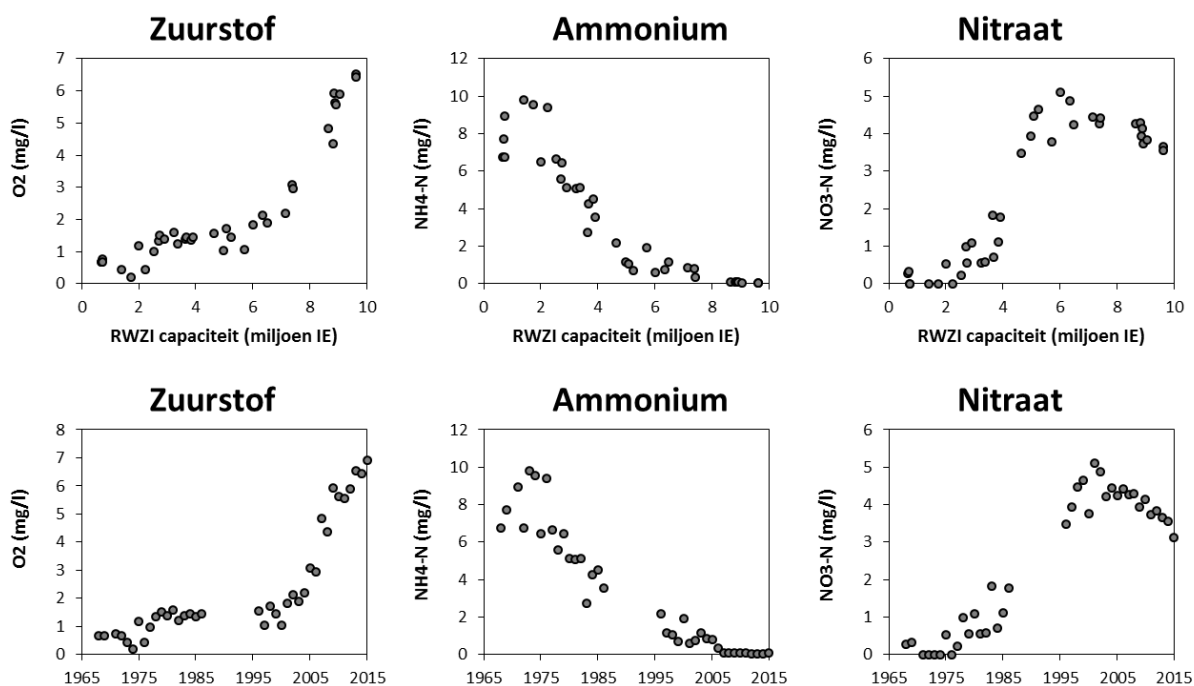 Zuurstof
Ammonium
Nitraat
7
6
5
4
3
2
1
0
O2 (mg/l)
0 2 4 6 8 10
RWZI capaciteit (miljoen IE)
12
10
8
6
4
2
0
NH4-N (mg/l)
0 2 4 6 8 10
RWZI capaciteit (miljoen IE)
6
5
4
3
2
1
0
NO3-N (mg/l)
0 2 4 6 8 10
RWZI capaciteit (miljoen IE)
Zuurstof
Ammonium
Nitraat
8
7
6
5
4
3
2
1
0
O2 (mg/l)
1965 1975 1985 1995 2005 2015
12
10
8
6
4
2
0
NH4-N (mg/l)
1965 1975 1985 1995 2005 2015
6
5
4
3
2
1
0
NO3-N (mg/l)
1965 1975 1985 1995 2005 2015